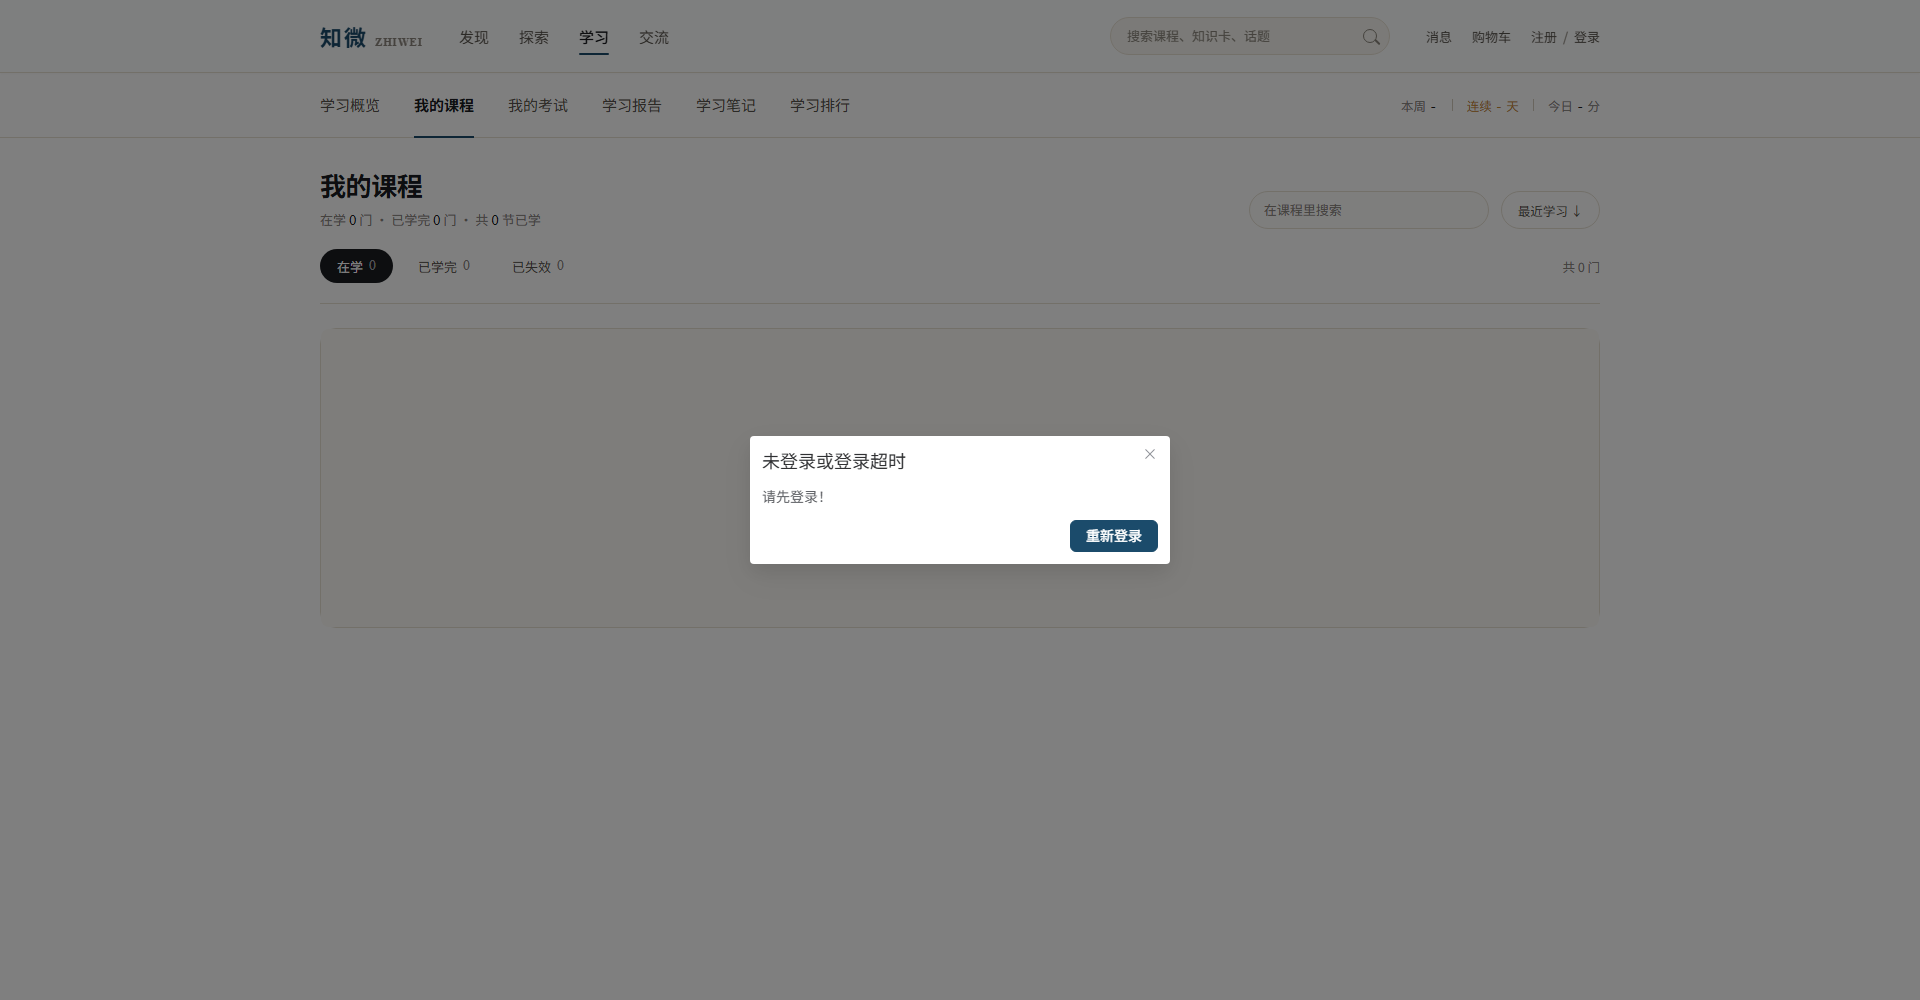 知微 ZHIWEI 发现 探索 学习 交流 搜索课程、知识卡、话题 消息 购物车 注册 / 登录
学习概览 我的课程 我的考试 学习报告 学习笔记 学习排行 本周 - 连续 - 天 今日 - 分
我的课程
在学 0 门 · 已学完 0 门 · 共 0 节已学
在课程里搜索 最近学习 ↓
在学 0 已学完 0 已失效 0 共 0 门
未登录或登录超时
请先登录！
重新登录